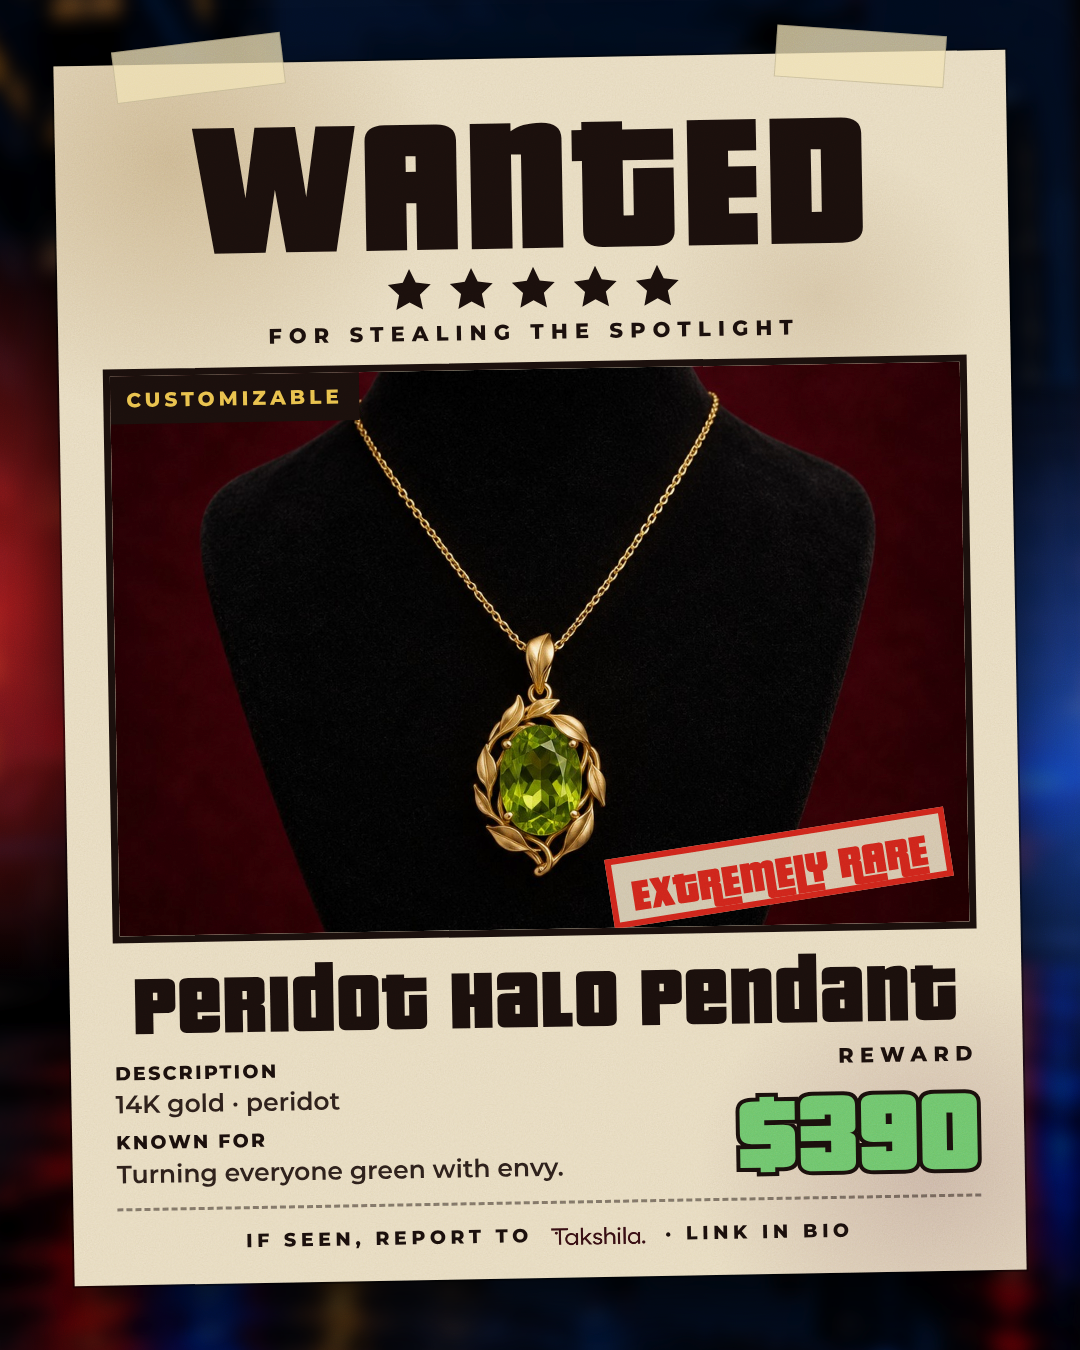 WANTED
FOR STEALING THE SPOTLIGHT
CUSTOMIZABLE
EXTREMELY RARE
PERIDOT HALO PENDANT
DESCRIPTION
14K gold · peridot
KNOWN FOR
Turning everyone green with envy.
REWARD
$390
IF SEEN, REPORT TO Takshila. · LINK IN BIO